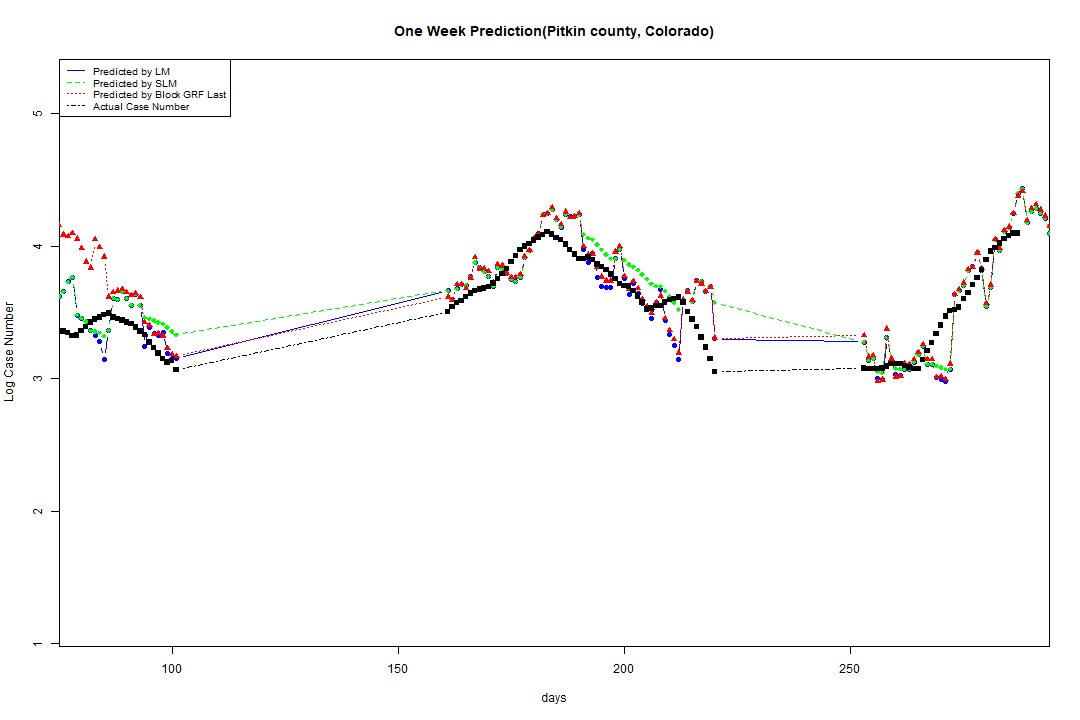 One Week Prediction(Pitkin county, Colorado)
Predicted by LM
Predicted by SLM
Predicted by Block GRF Last
Actual Case Number
Log Case Number
5
4
3
2
1
100
150
200
250
days